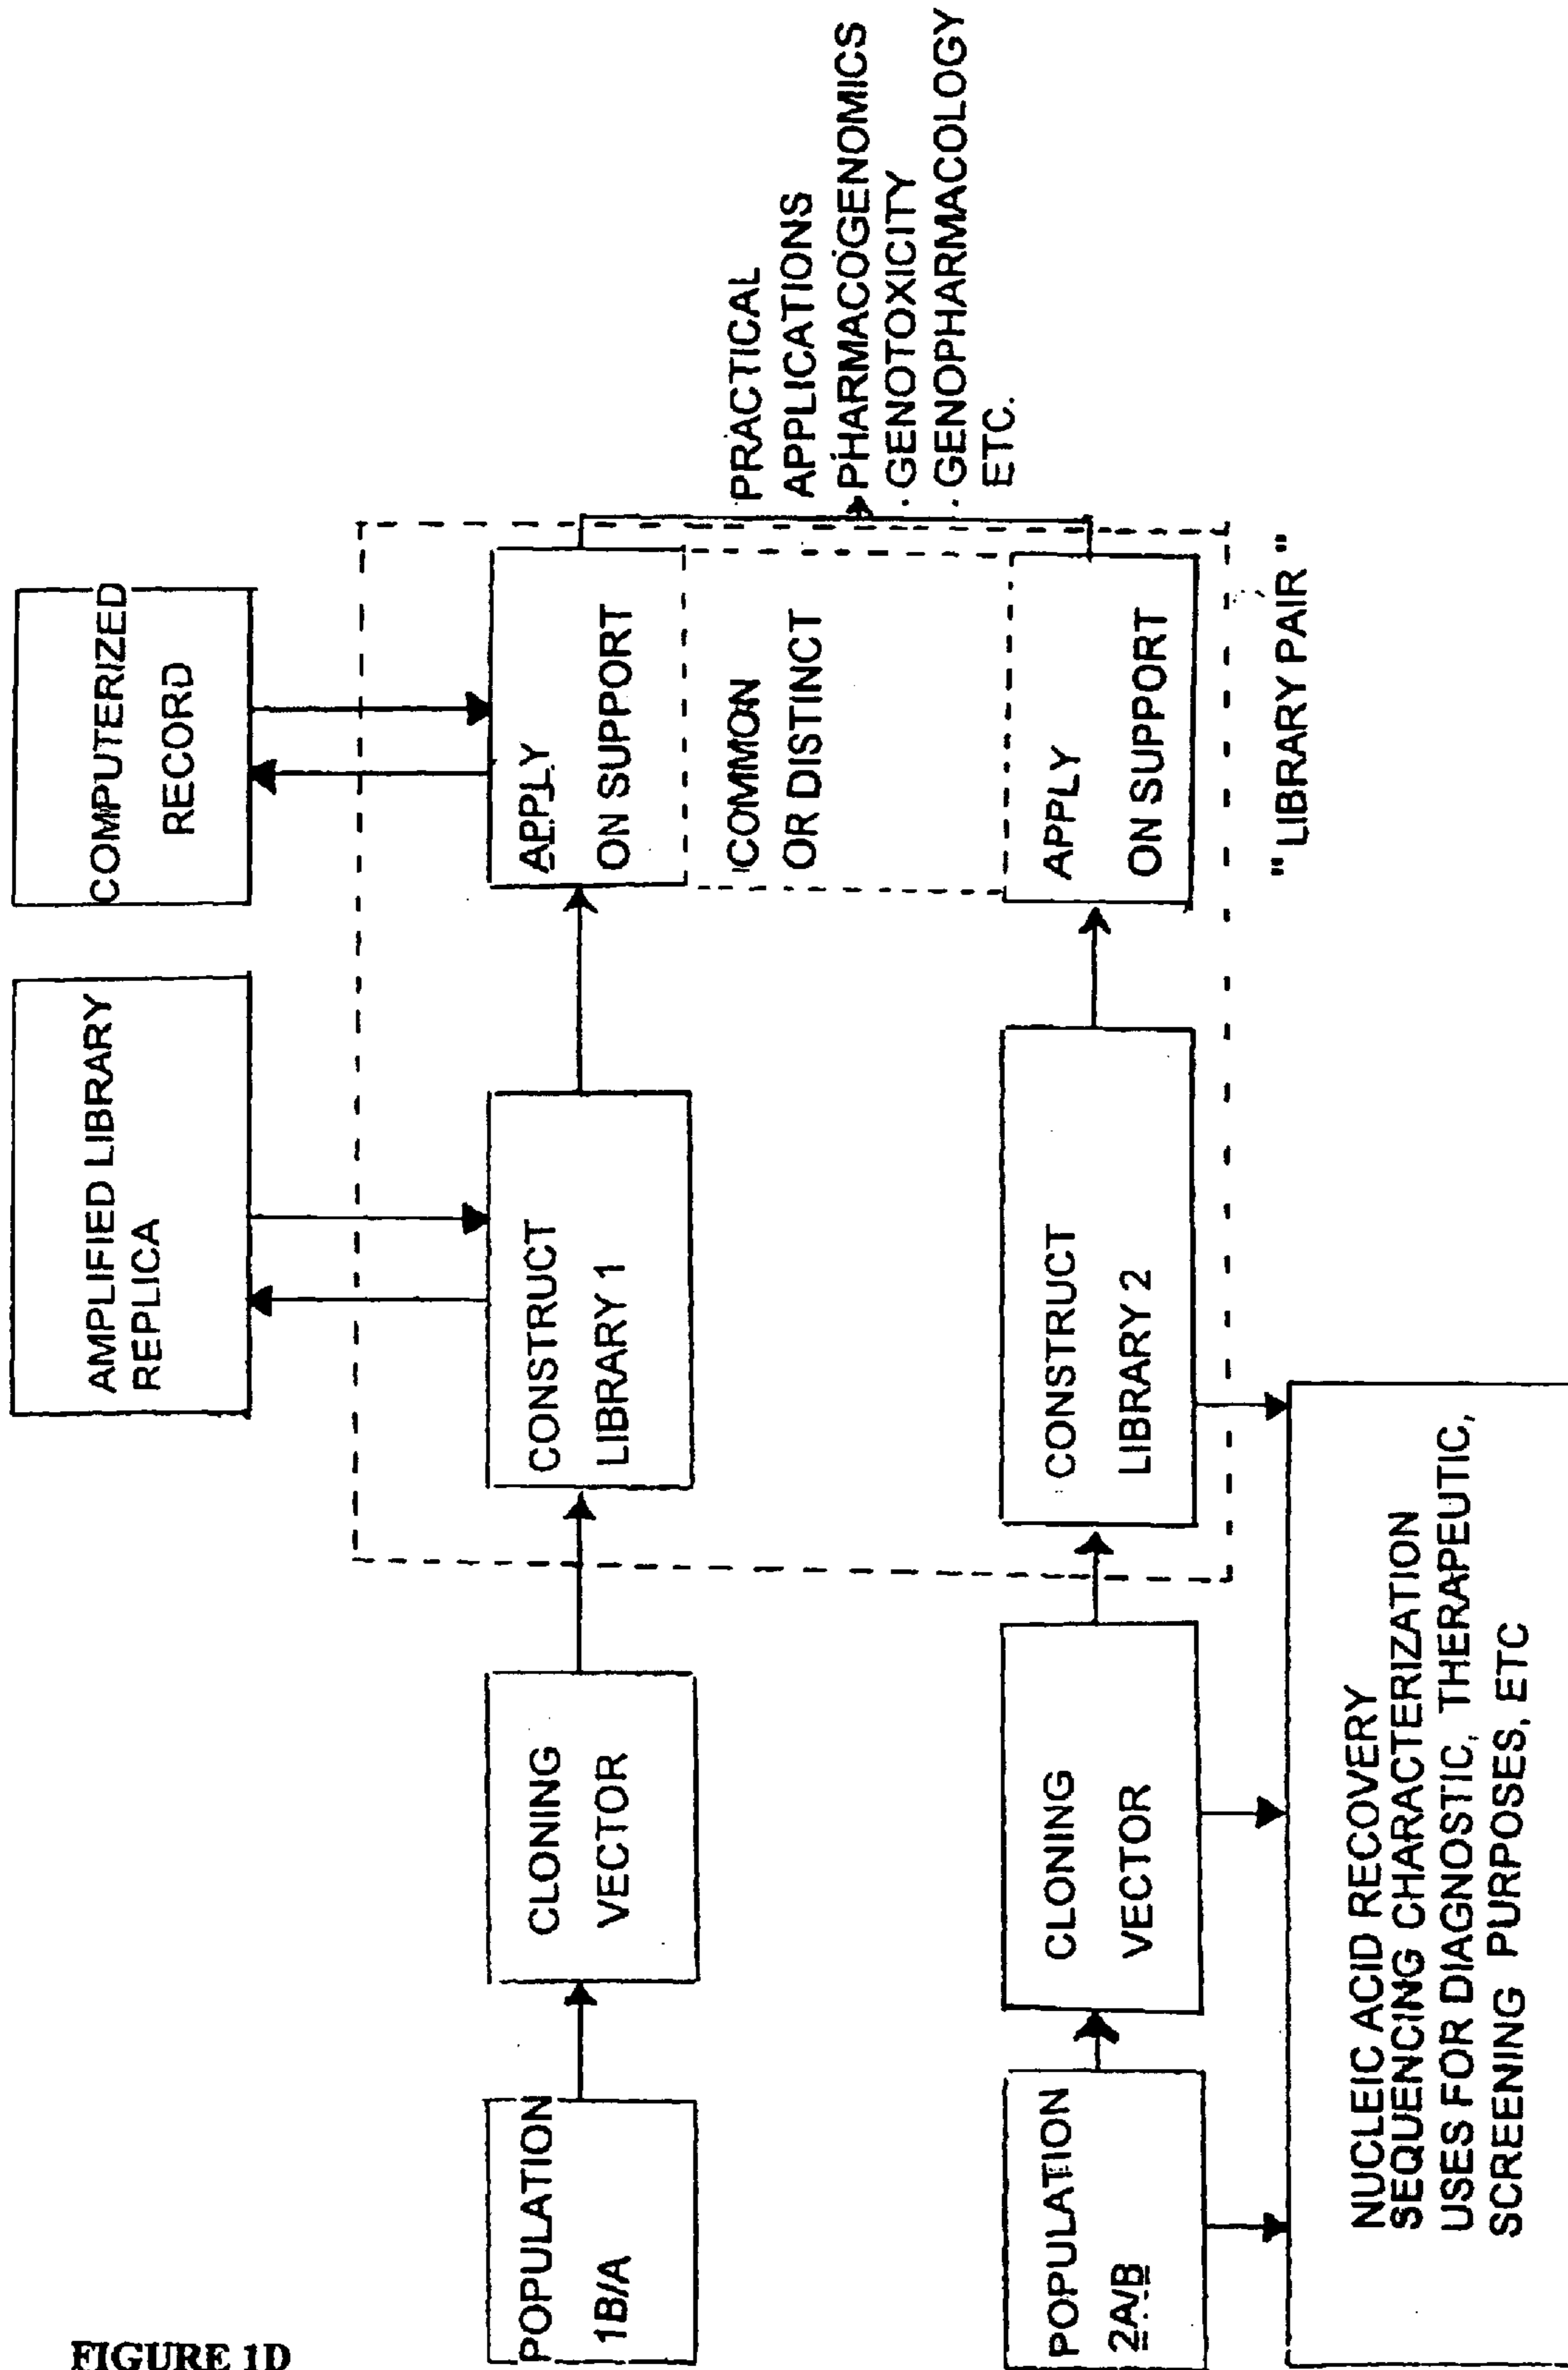 FIGURE 1D
AMPLIFIED LIBRARY
REPLICA
COMPUTERIZED
RECORD
POPULATION
1B/A
CLONING
VECTOR
CONSTRUCT
LIBRARY 1
APPLY
ON SUPPORT
COMMON
OR DISTINCT
PRACTICAL
APPLICATIONS
PHARMACOGENOMICS
GENOTOXICITY
GENOPHARMACOLOGY
ETC.
POPULATION
2A/B
CLONING
VECTOR
CONSTRUCT
LIBRARY 2
APPLY
ON SUPPORT
"LIBRARY PAIR"
NUCLEIC ACID RECOVERY
SEQUENCING CHARACTERIZATION
USES FOR DIAGNOSTIC, THERAPEUTIC,
SCREENING PURPOSES, ETC